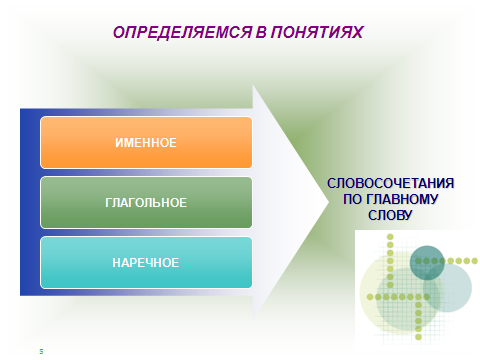 ОПРЕДЕЛЯЕМСЯ В ПОНЯТИЯХ
ИМЕННОЕ
ГЛАГОЛЬНОЕ
НАРЕЧНОЕ
СЛОВОСОЧЕТАНИЯ
ПО ГЛАВНОМУ
СЛОВУ
5